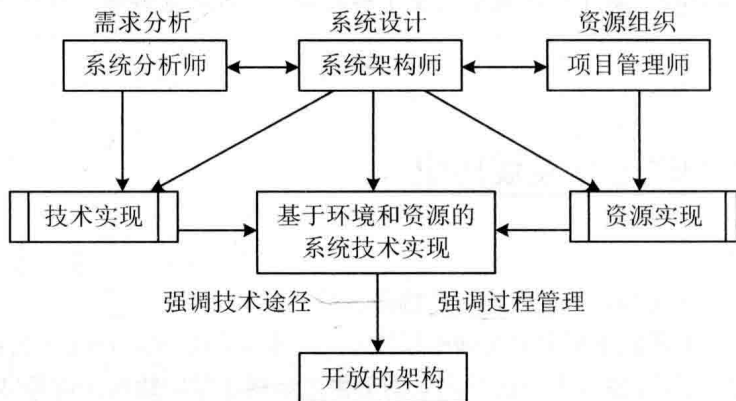 需求分析
系统设计
资源组织
系统分析师
系统架构师
项目管理师
技术实现
基于环境和资源的
系统技术实现
资源实现
强调技术途径
强调过程管理
开放的架构